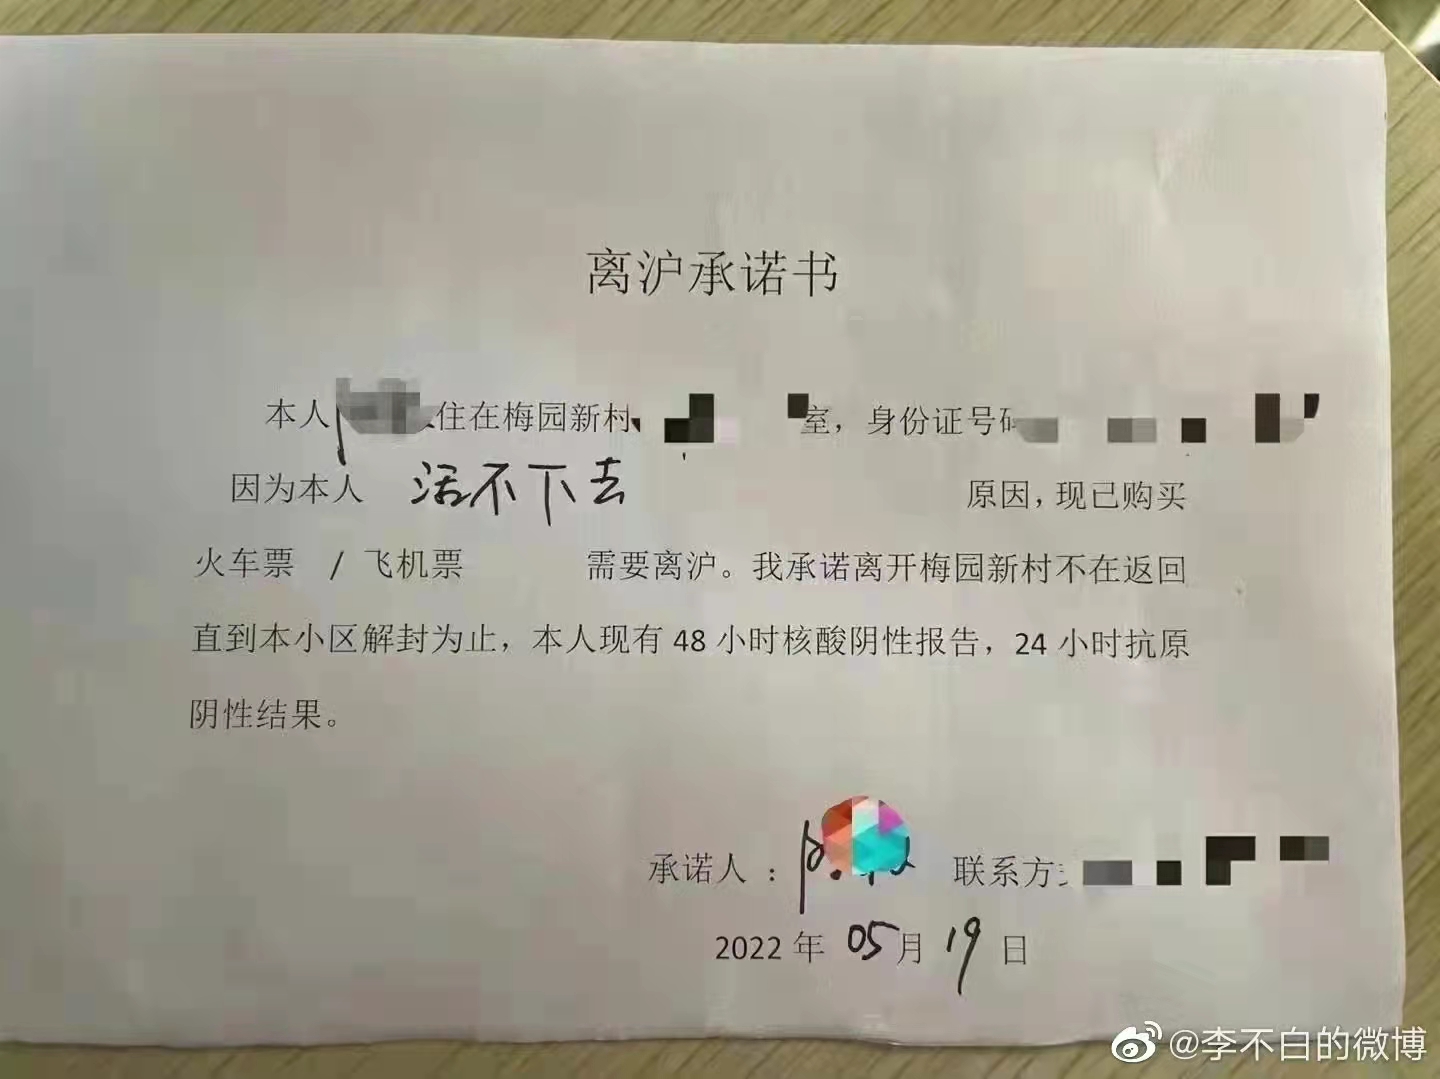 离沪承诺书
本人 住在梅园新村 室，身份证号码
因为本人 活不下去 原因，现已购买
火车票 / 飞机票 需要离沪。我承诺离开梅园新村不在返回
直到本小区解封为止，本人现有 48 小时核酸阴性报告，24 小时抗原
阴性结果。
承诺人： 联系方
2022 年 05 月 19 日
@李不白的微博